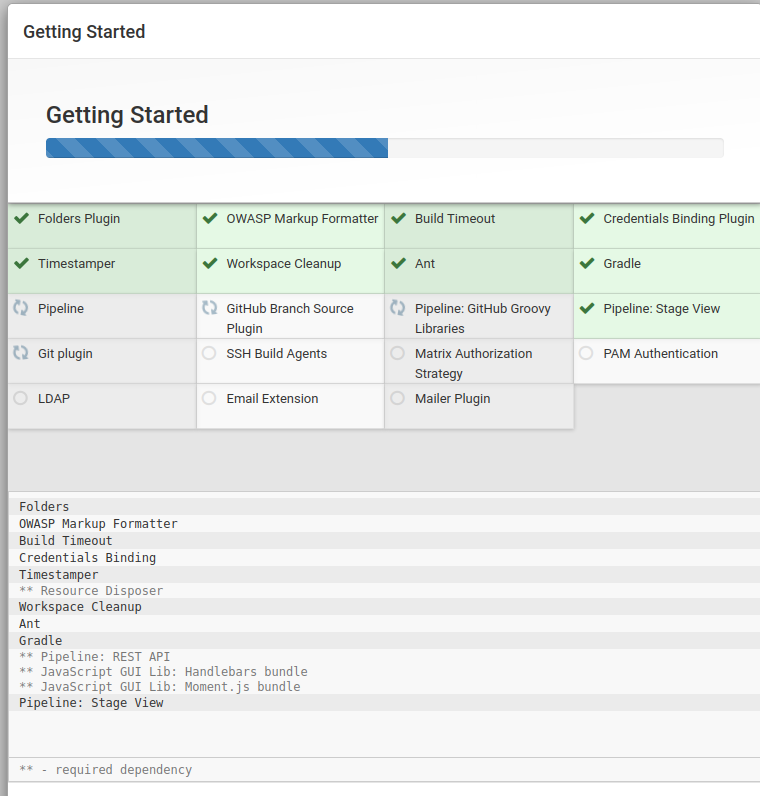 Getting Started
Getting Started
Folders Plugin
OWASP Markup Formatter
Build Timeout
Credentials Binding Plugin
Timestamper
Workspace Cleanup
Ant
Gradle
Pipeline
GitHub Branch Source
Plugin
Pipeline: GitHub Groovy
Libraries
Pipeline: Stage View
Git plugin
SSH Build Agents
Matrix Authorization
Strategy
PAM Authentication
LDAP
Email Extension
Mailer Plugin
Folders
OWASP Markup Formatter
Build Timeout
Credentials Binding
Timestamper
** Resource Disposer
Workspace Cleanup
Ant
Gradle
** Pipeline: REST API
** JavaScript GUI Lib: Handlebars bundle
** JavaScript GUI Lib: Moment.js bundle
Pipeline: Stage View
** - required dependency